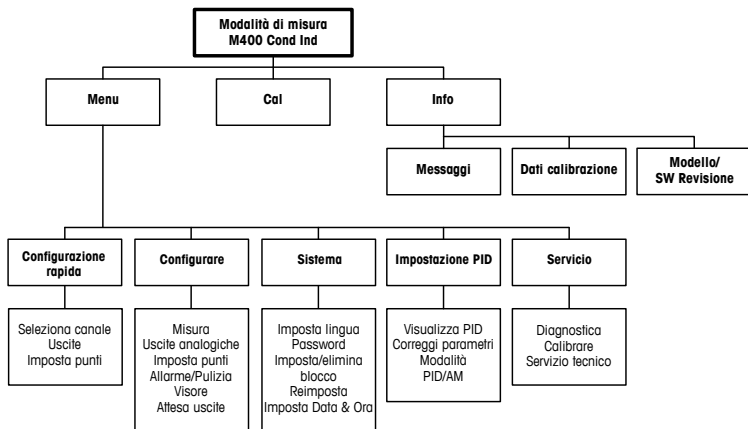 Modalità di misura
M400 Cond Ind
Menu
Cal
Info
Messaggi
Dati calibrazione
Modello/
SW Revisione
Configurazione
rapida
Configurare
Sistema
Impostazione PID
Servicio
Seleziona canale
Uscite
Imposta punti
Misura
Uscite analogiche
Imposta punti
Allarme/Pulizia
Visore
Attesa uscite
Imposta lingua
Password
Imposta/elimina
blocco
Reimposta
Imposta Data & Ora
Visualizza PID
Correggi parametri
Modalità
PID/AM
Diagnostica
Calibrare
Servizio tecnico